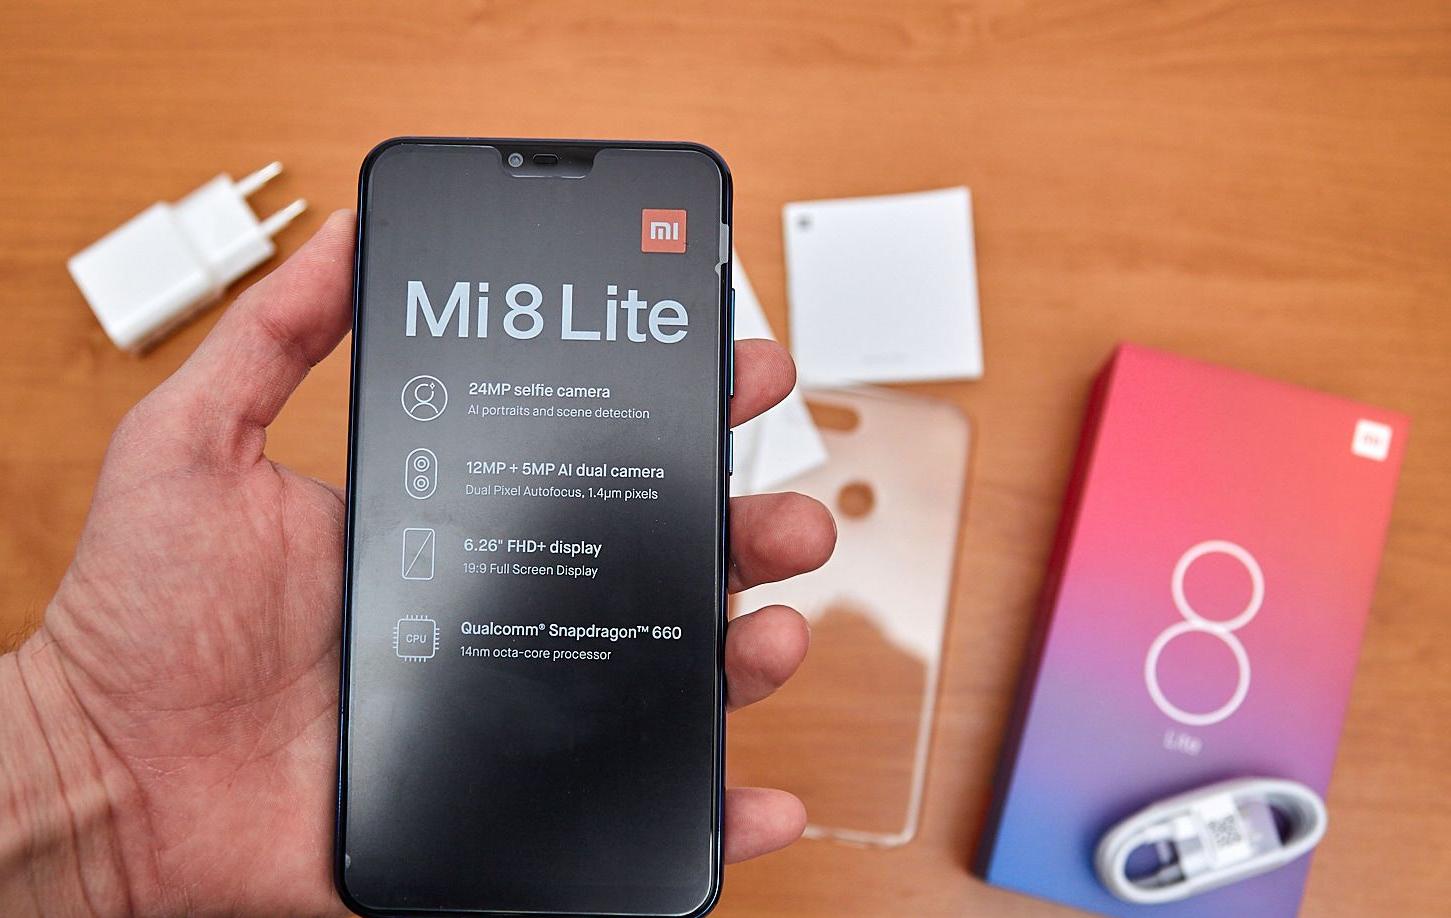 mi
Mi 8 Lite
24MP selfie camera
AI portraits and scene detection
12MP + 5MP AI dual camera
Dual Pixel Autofocus, 1.4μm pixels
6.26" FHD+ display
19:9 Full Screen Display
CPU
Qualcomm® Snapdragon™ 660
14nm octa-core processor
mi
8
Lite